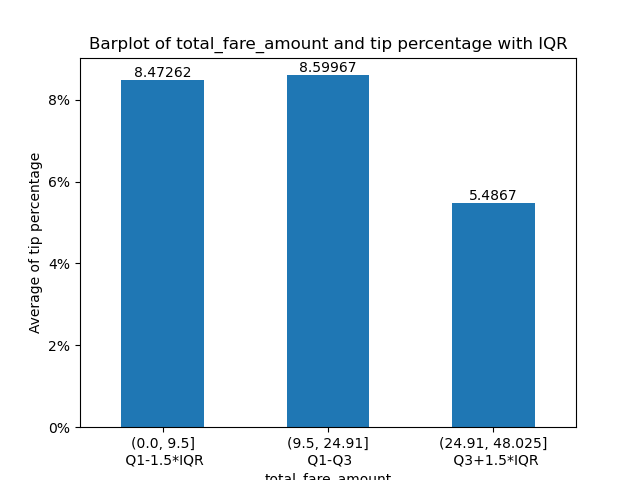 Barplot of total_fare_amount and tip percentage with IQR
8.47262
8.59967
5.4867
8%
6%
4%
2%
0%
Average of tip percentage
(0.0, 9.5]
Q1-1.5*IQR
(9.5, 24.91]
Q1-Q3
(24.91, 48.025]
Q3+1.5*IQR
total_fare_amount